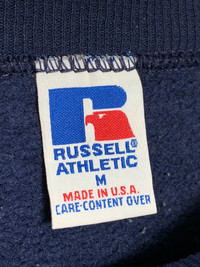 RUSSELL®
ATHLETIC
M
MADE IN U.S.A.
CARE-CONTENT OVER